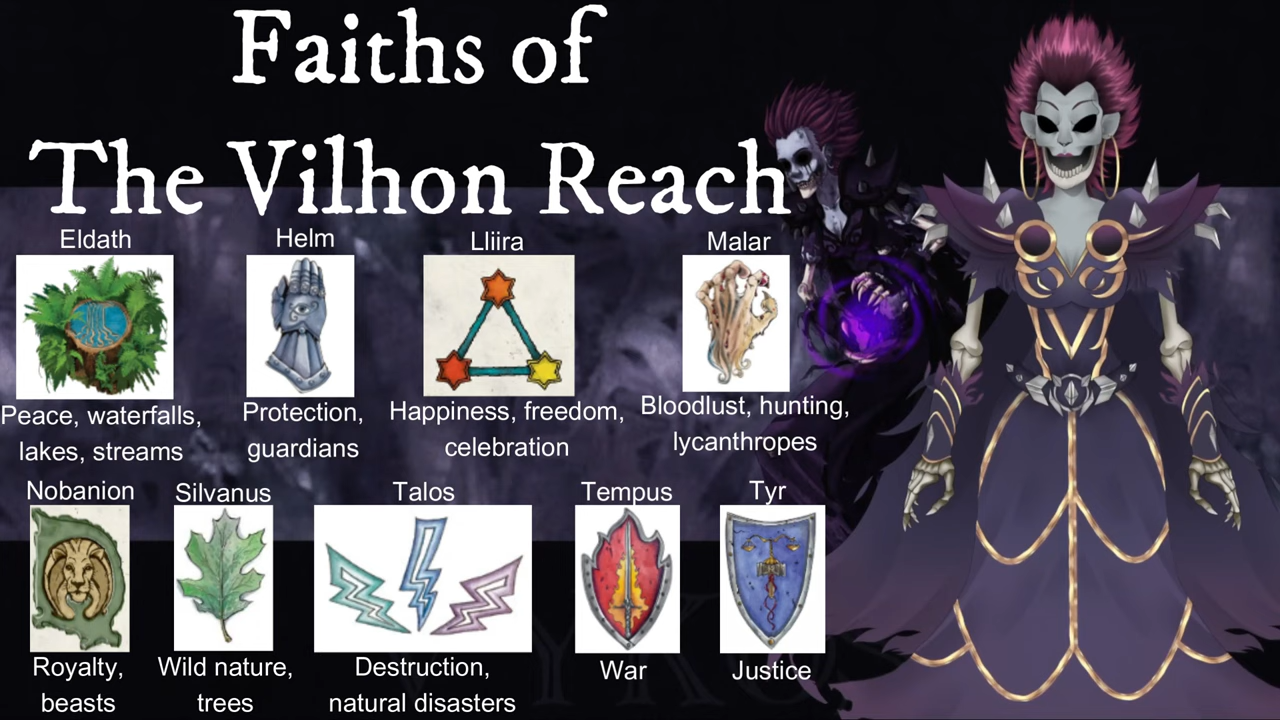 Faiths of
The Vilhon Reach
Eldath
Helm
Lliira
Malar
Peace, waterfalls,
lakes, streams
Protection,
guardians
Happiness, freedom,
celebration
Bloodlust, hunting,
lycanthropes
Nobanion
Silvanus
Talos
Tempus
Tyr
Royalty,
beasts
Wild nature,
trees
Destruction,
natural disasters
War
Justice